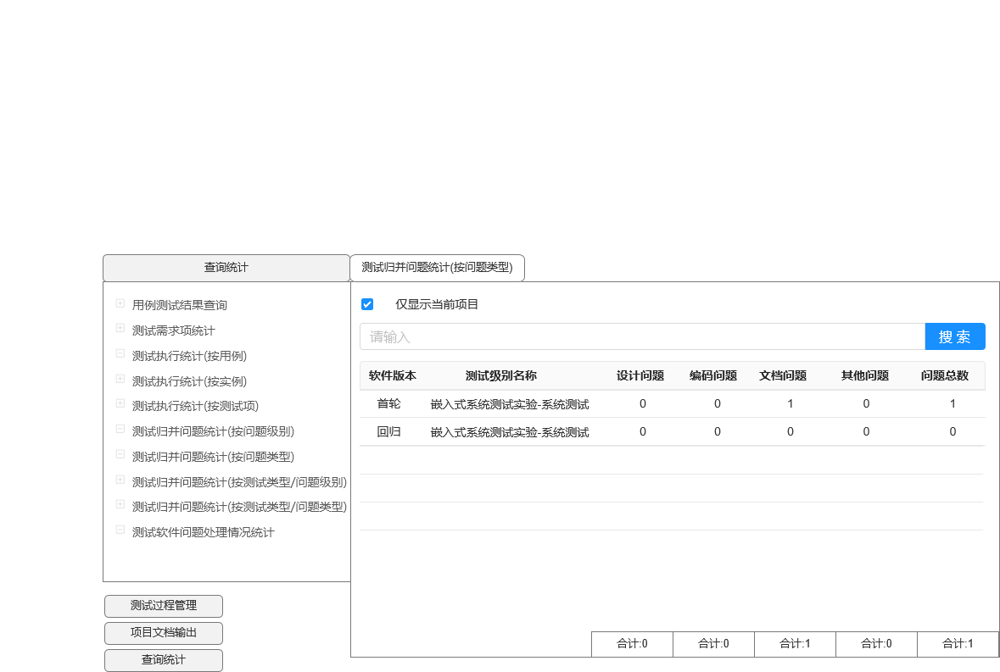 查询统计
测试归并问题统计(按问题类型)
用例测试结果查询
测试需求项统计
测试执行统计(按用例)
测试执行统计(按实例)
测试执行统计(按测试项)
测试归并问题统计(按问题级别)
测试归并问题统计(按问题类型)
测试归并问题统计(按测试类型/问题级别)
测试归并问题统计(按测试类型/问题类型)
测试软件问题处理情况统计
仅显示当前项目
请输入 搜 索
软件版本 测试级别名称 设计问题 编码问题 文档问题 其他问题 问题总数
首轮 嵌入式系统测试实验-系统测试 0 0 1 0 1
回归 嵌入式系统测试实验-系统测试 0 0 0 0 0
合计:0 合计:0 合计:1 合计:0 合计:1
测试过程管理
项目文档输出
查询统计